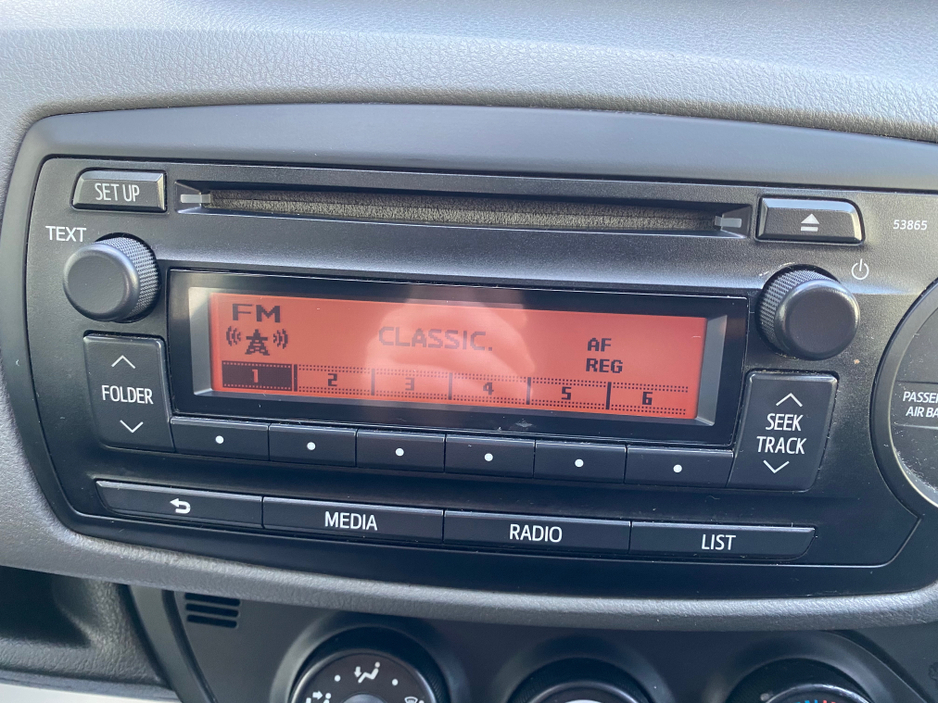 SET UP
53865
TEXT
FM
CLASSIC.
AF
REG
1 2 3 4 5 6
FOLDER
SEEK
TRACK
MEDIA
RADIO
LIST